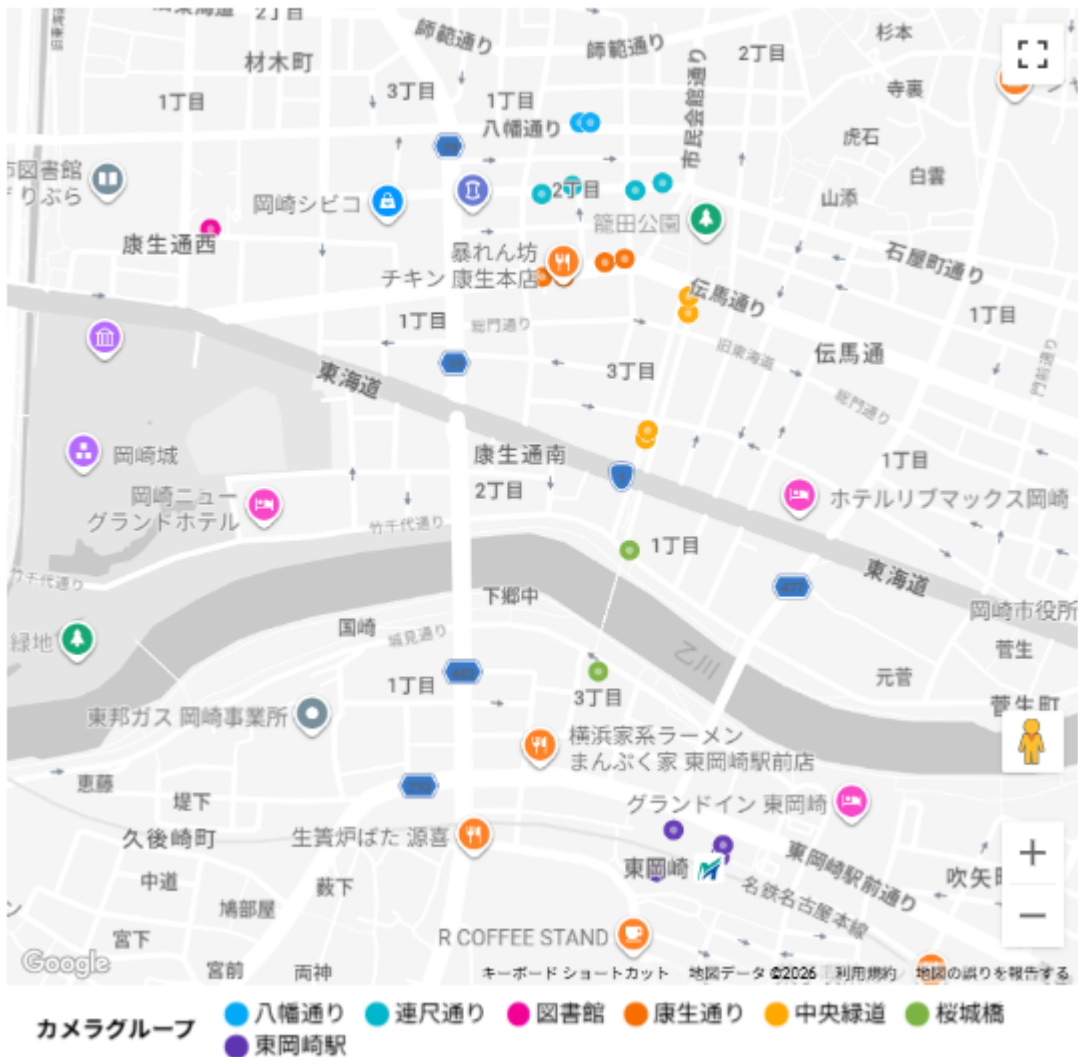 2丁目
材木町
師範通り
師範通り
2丁目
杉本
3丁目
1丁目
1丁目
市民会館通り
寺裏
八幡通り
虎石
市図書館
りぶら
岡崎シビコ
2丁目
白雲
山添
籠田公園
康生通西
暴れん坊
チキン 康生本店
石屋町通り
伝馬通り
1丁目
総門通り
1丁目
旧東海道
伝馬通
門前通り
東海道
3丁目
総門通り
岡崎城
康生通南
1丁目
岡崎ニュー
グランドホテル
2丁目
ホテルリブマックス岡崎
竹千代通り
1丁目
竹千代通り
東海道
下郷中
岡崎市役所
国崎
城見通り
緑地
乙川
菅生
元菅
1丁目
3丁目
菅生町
東邦ガス 岡崎事業所
横浜家系ラーメン
まんぷく家 東岡崎駅前店
恵藤
堤下
グランドイン 東岡崎
久後崎町
生簀炉ばた 源喜
東岡崎
東岡崎駅前通り
中道
藪下
吹矢町
名鉄名古屋本線
鳩部屋
宮下
R COFFEE STAND
Google
宮前
両神
キーボード ショートカット
地図データ ©2026
利用規約
地図の誤りを報告する
カメラグループ
八幡通り
連尺通り
図書館
康生通り
中央緑道
桜城橋
東岡崎駅